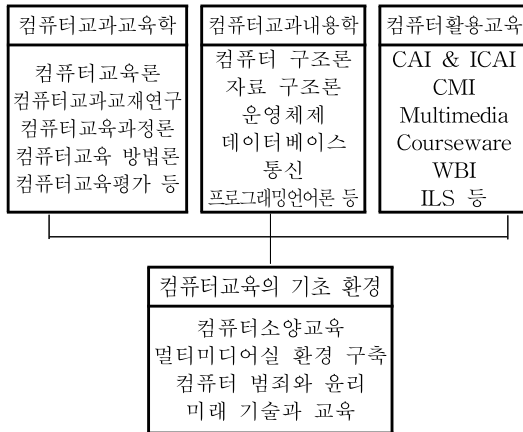 컴퓨터교과교육학
컴퓨터교육론
컴퓨터교과교재연구
컴퓨터교육과정론
컴퓨터교육 방법론
컴퓨터교육평가 등
컴퓨터교과내용학
컴퓨터 구조론
자료 구조론
운영체제
데이터베이스
통신
프로그래밍언어론 등
컴퓨터활용교육
CAI & ICAI
CMI
Multimedia
Courseware
WBI
ILS 등
컴퓨터교육의 기초 환경
컴퓨터소양교육
멀티미디어실 환경 구축
컴퓨터 범죄와 윤리
미래 기술과 교육